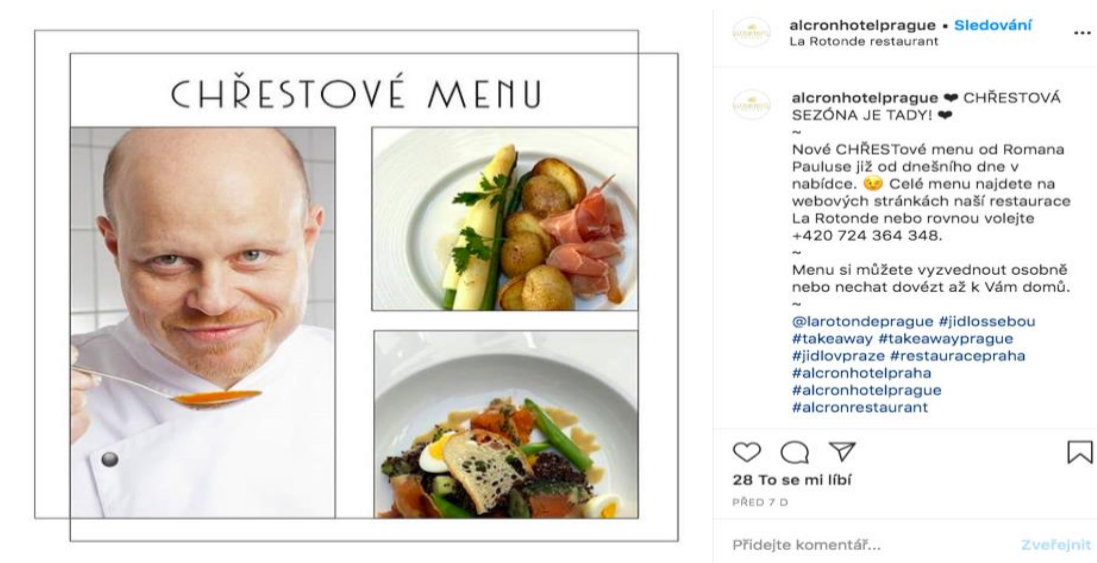 CHŘESTOVÉ MENU
alcronhotelprague • Sledování
La Rotonde restaurant
alcronhotelprague ❤ CHŘESTOVÁ
SEZÓNA JE TADY! ❤
~
Nové CHŘESTové menu od Romana
Pauluse již od dnešního dne v
nabídce. 😉 Celé menu najdete na
webových stránkách naší restaurace
La Rotonde nebo rovnou volejte
+420 724 364 348.
~
Menu si můžete vyzvednout osobně
nebo nechat dovézt až k Vám domů.
~
@larotondeprague #jidlossebou
#takeaway #takeawayprague
#jidlovpraze #restauracepraha
#alcronhotelpraha
#alcronhotelprague
#alcronrestaurant
28 To se mi líbí
PŘED 7 D
Přidejte komentář...
Zveřejnit